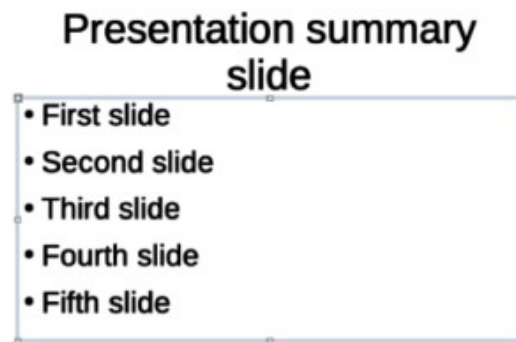 Presentation summary
slide
• First slide
• Second slide
• Third slide
• Fourth slide
• Fifth slide